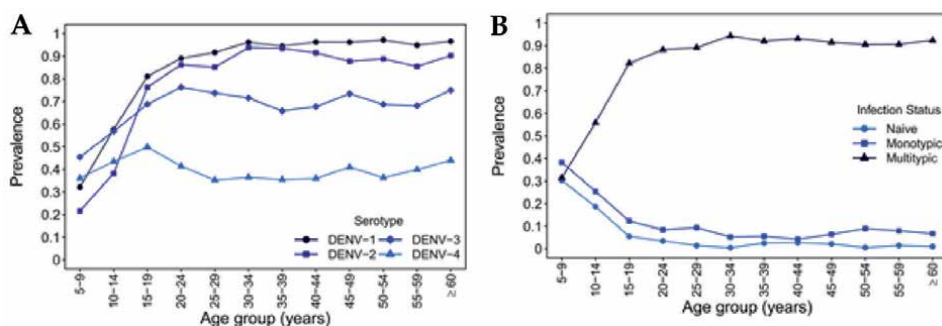 A
Prevalence
1
0.9
0.8
0.7
0.6
0.5
0.4
0.3
0.2
0.1
0
Serotype
DENV-1 DENV-3
DENV-2 DENV-4
5-9 10-14 15-19 20-24 25-29 30-34 35-39 40-44 45-49 50-54 55-59 ≥ 60
Age group (years)
B
Prevalence
1
0.9
0.8
0.7
0.6
0.5
0.4
0.3
0.2
0.1
0
Infection Status
Naive
Monotypic
Multitypic
5-9 10-14 15-19 20-24 25-29 30-34 35-39 40-44 45-49 50-54 55-59 ≥ 60
Age group (years)